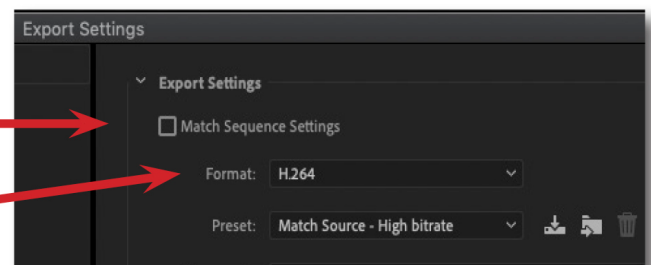 Export Settings
Export Settings
Match Sequence Settings
Format: H.264
Preset: Match Source - High bitrate